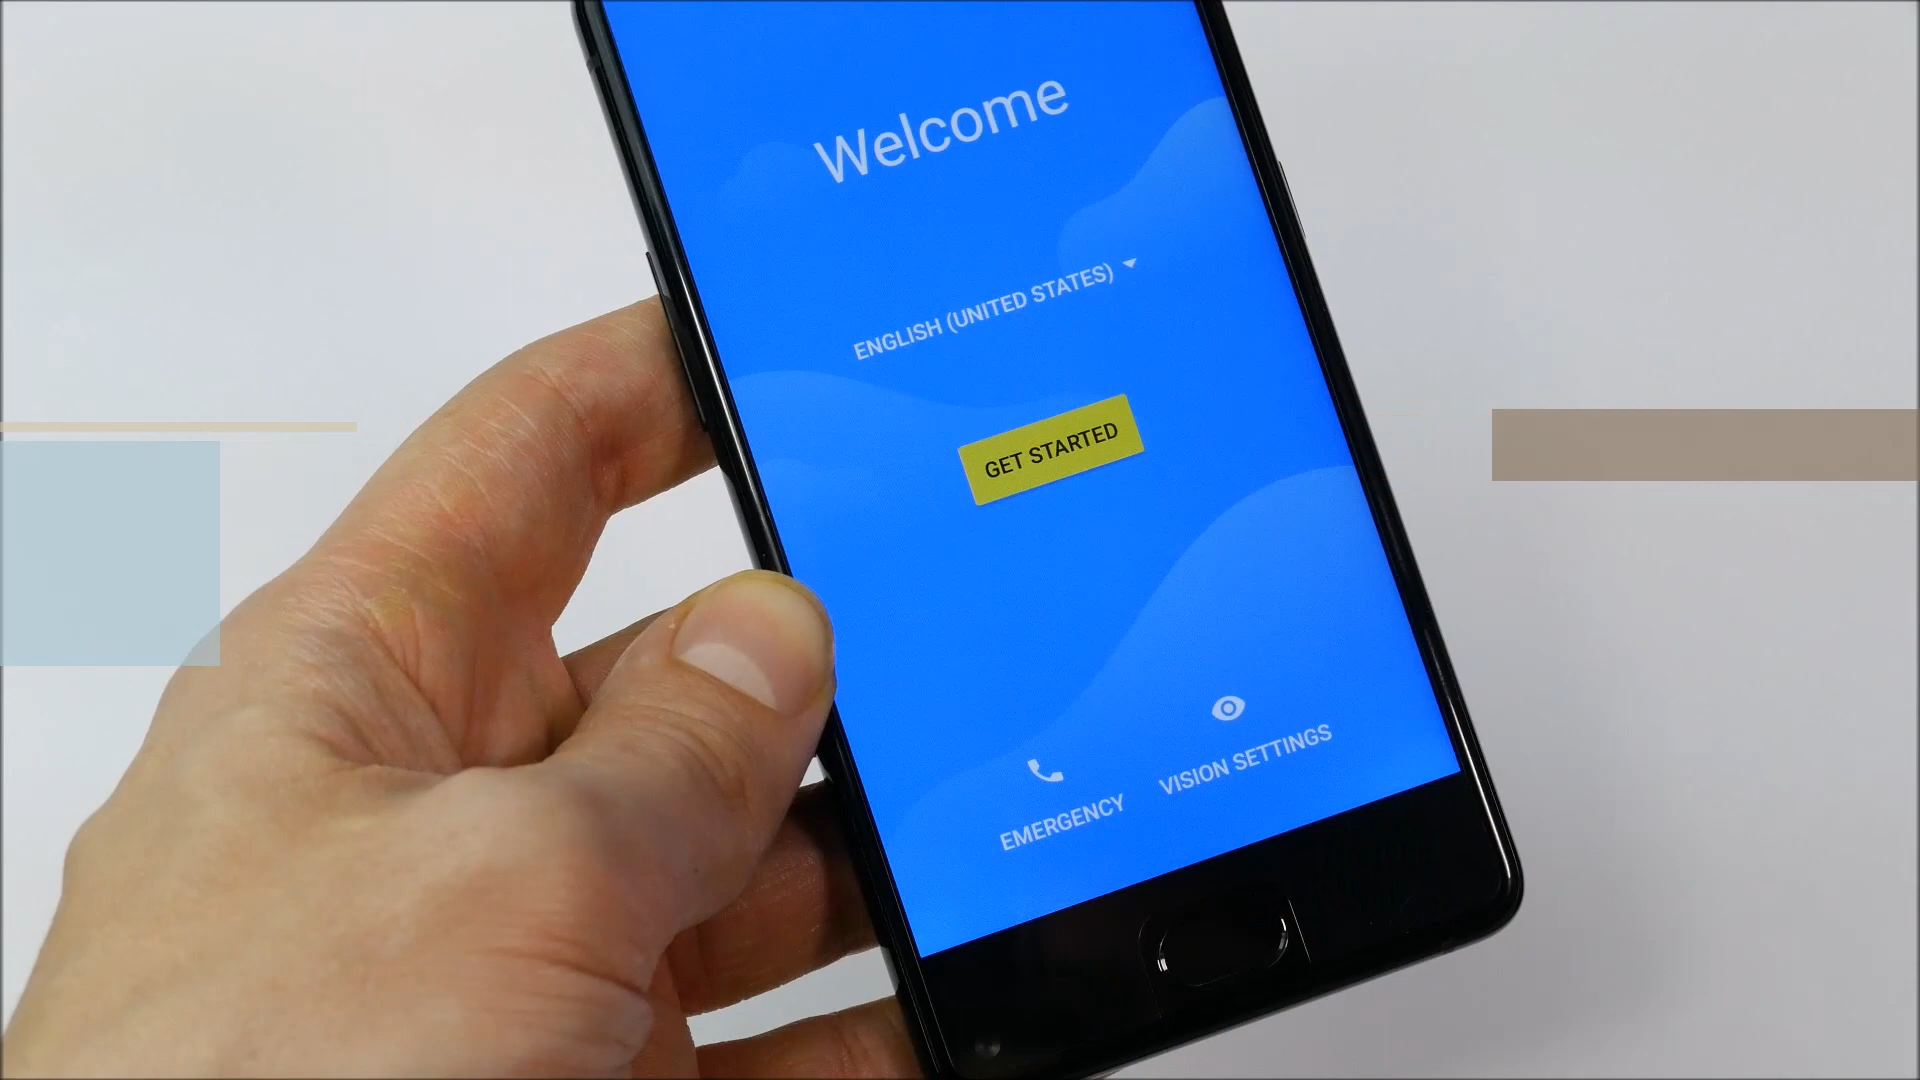 Welcome
ENGLISH (UNITED STATES)
GET STARTED
EMERGENCY
VISION SETTINGS